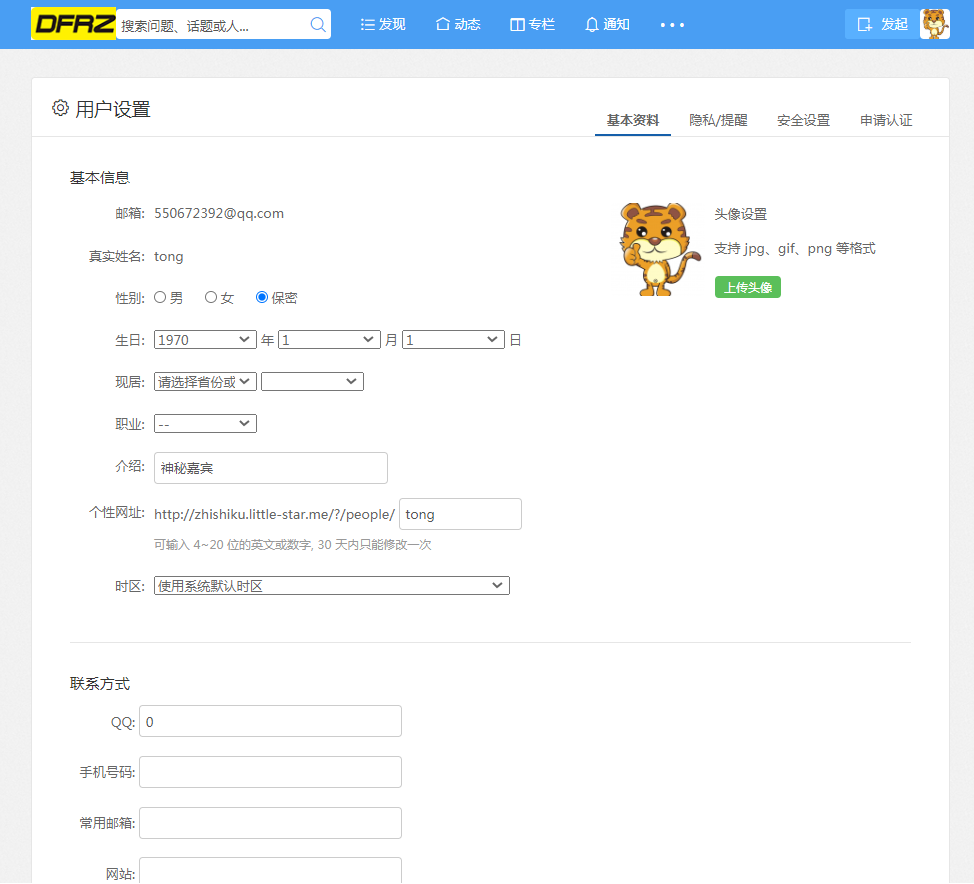 DFRZ 搜索问题、话题或人... 发现 动态 专栏 通知 ••• 发起
用户设置
基本资料 隐私/提醒 安全设置 申请认证
基本信息
邮箱: 550672392@qq.com
真实姓名: tong
性别: 男 女 保密
生日: 1970 年 1 月 1 日
现居: 请选择省份或
职业: --
介绍: 神秘嘉宾
个性网址: http://zhishiku.little-star.me/?/people/ tong
可输入 4~20 位的英文或数字, 30 天内只能修改一次
时区: 使用系统默认时区
头像设置
支持 jpg、gif、png 等格式
上传头像
联系方式
QQ: 0
手机号码:
常用邮箱:
网站: